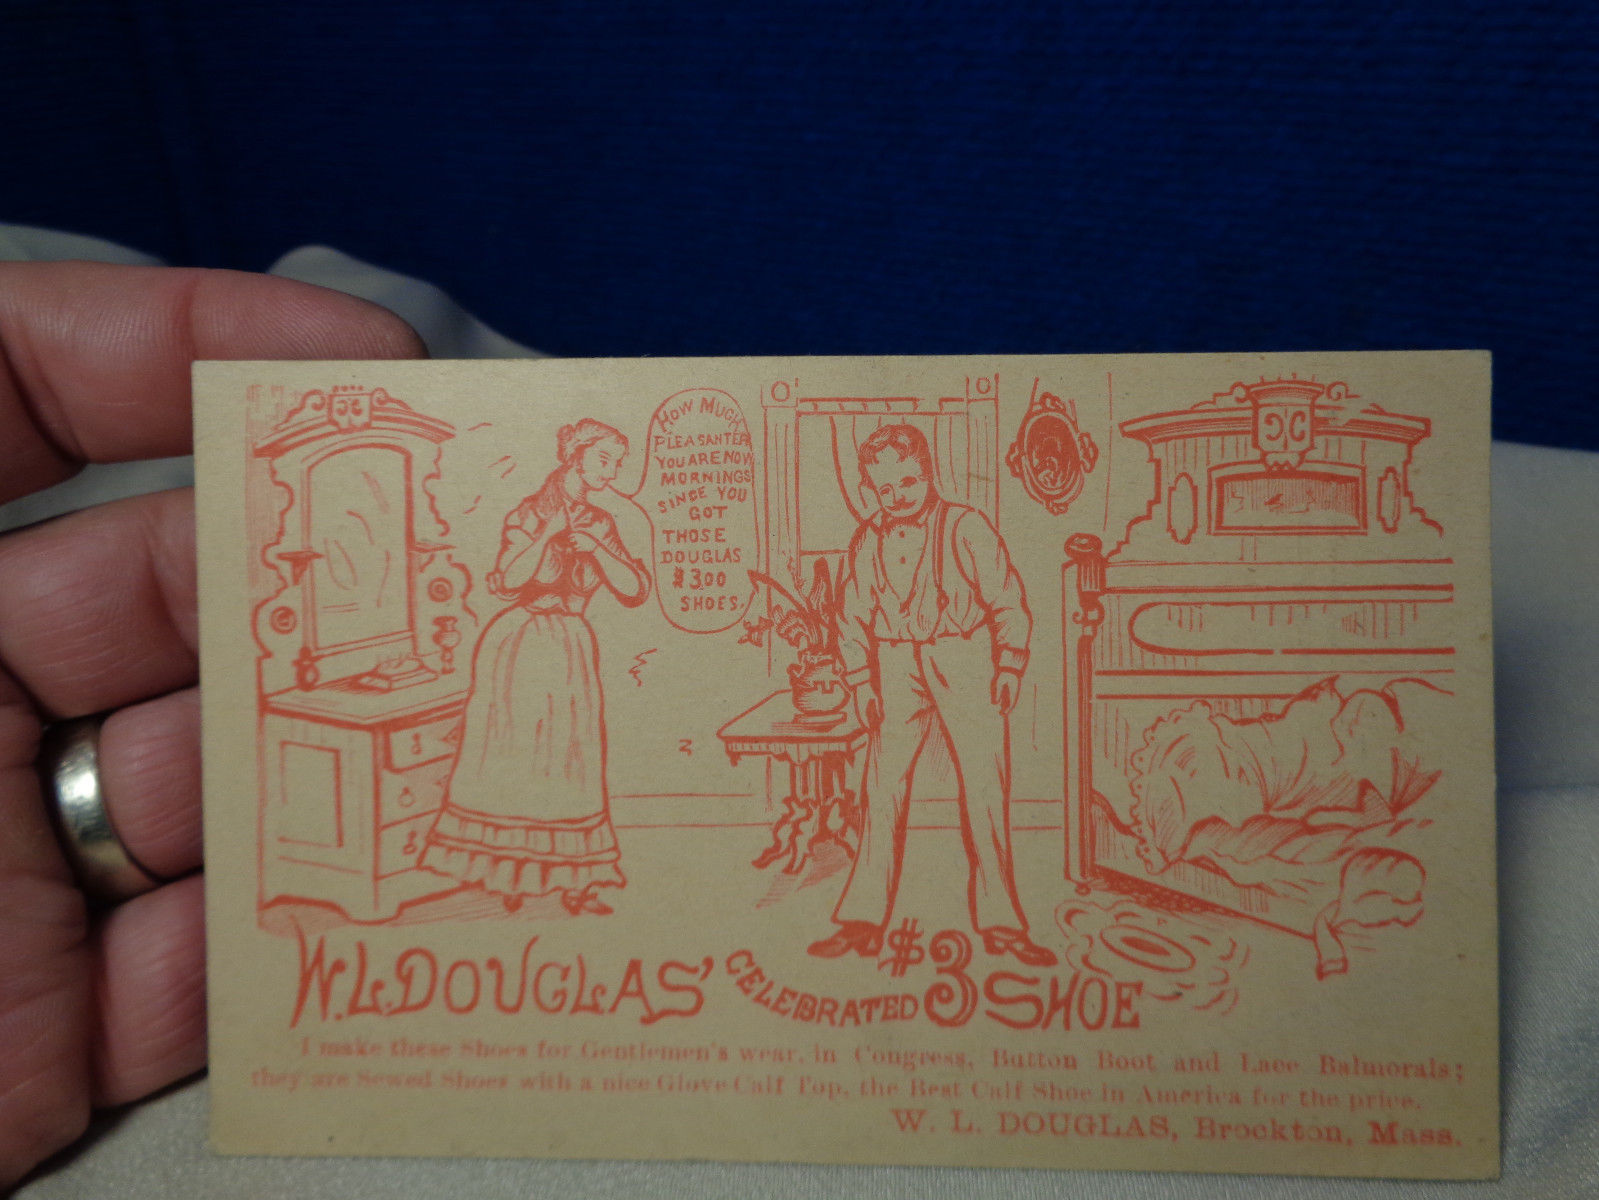 HOW MUCH
PLEASANTER
YOU ARE NOW
MORNINGS
SINCE YOU
GOT
THOSE
DOUGLAS
$3.00
SHOES.
W.L. DOUGLAS' CELEBRATED $3 SHOE
I make these Shoes for Gentlemen's wear, in Congress, Button Boot and Lace Balmorals;
they are Sewed Shoes with a nice Glove Calf Top, the Best Calf Shoe in America for the price.
W. L. DOUGLAS, Brockton, Mass.